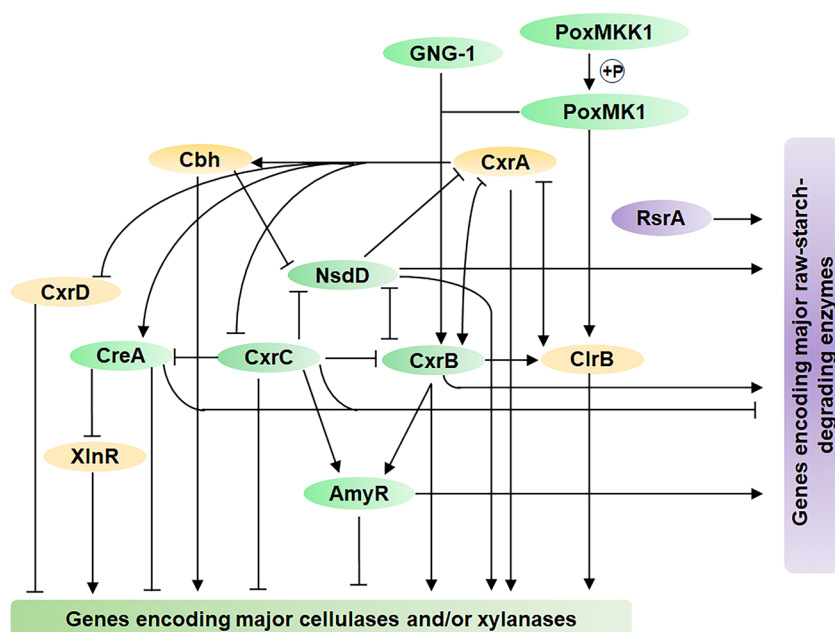 PoxMKK1
GNG-1
+P
PoxMK1
Cbh
CxrA
RsrA
NsdD
CxrD
CreA
CxrC
CxrB
ClrB
XlnR
AmyR
Genes encoding major raw-starch-
degrading enzymes
Genes encoding major cellulases and/or xylanases